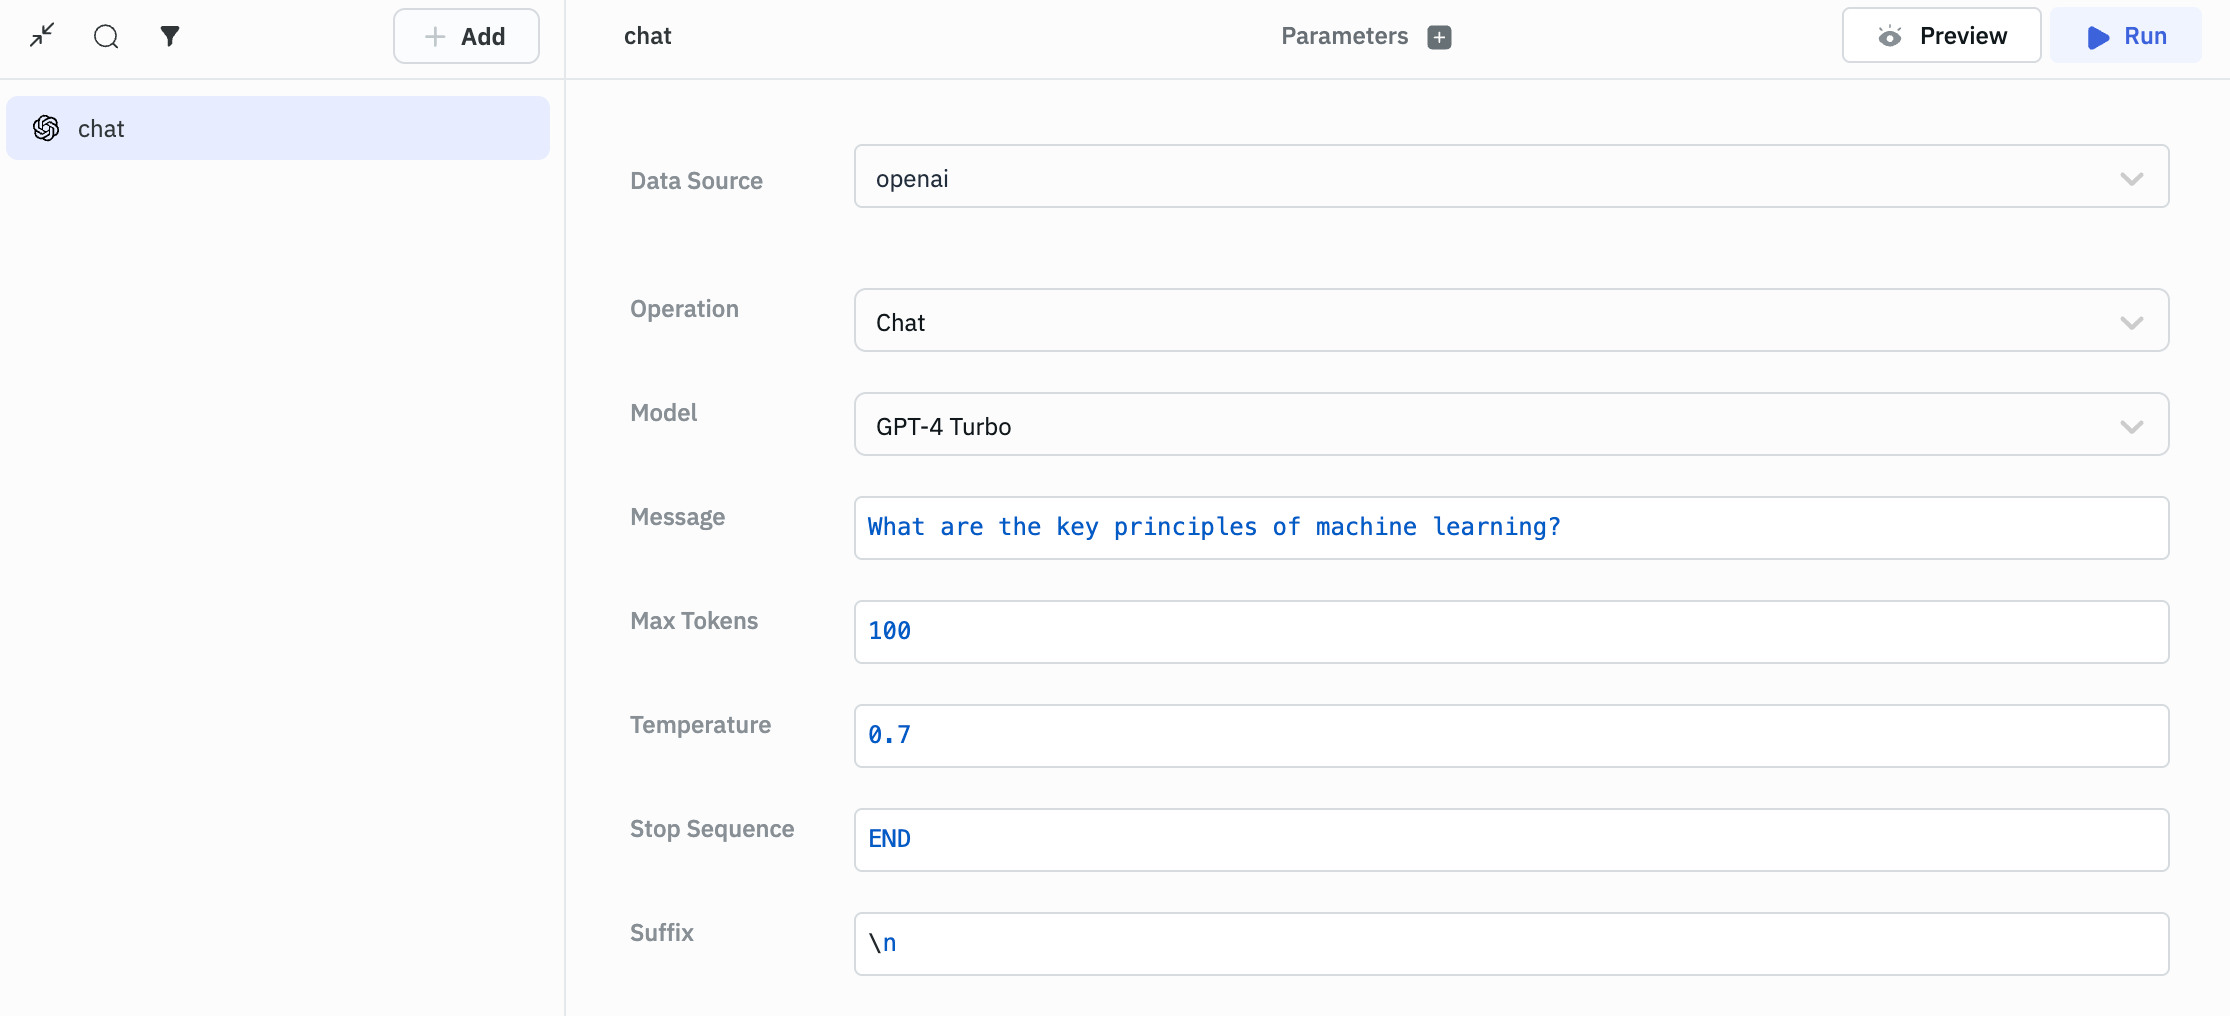 Add
chat
Parameters
Preview
Run
chat
Data Source
openai
Operation
Chat
Model
GPT-4 Turbo
Message
What are the key principles of machine learning?
Max Tokens
100
Temperature
0.7
Stop Sequence
END
Suffix
\n